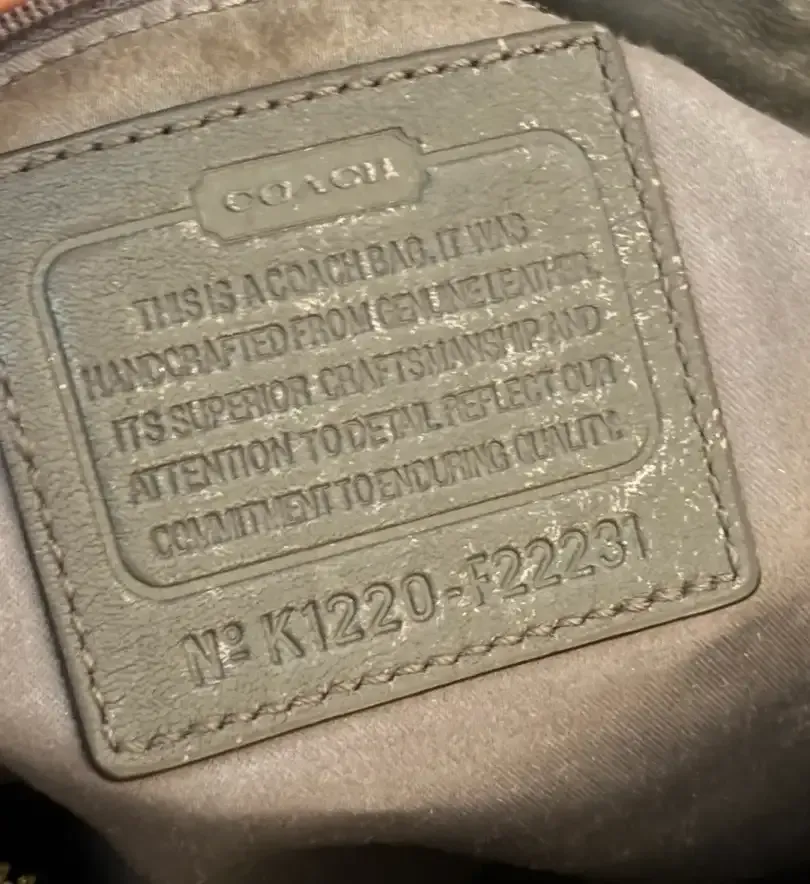 COACH
THIS IS A COACH BAG. IT WAS
HANDCRAFTED FROM GENUINE LEATHER.
ITS SUPERIOR CRAFTSMANSHIP AND
ATTENTION TO DETAIL REFLECT OUR
COMMITMENT TO ENDURING QUALITY.
Nº K1220-F22231